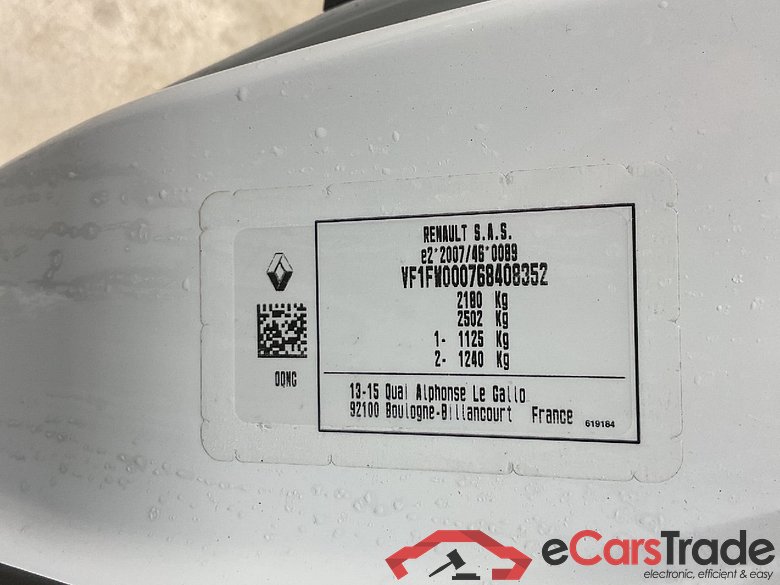 RENAULT S.A.S.
e2*2007/46*0089
VF1FW000768408352
2180 Kg
2502 Kg
1- 1125 Kg
2- 1240 Kg
OQNG
13-15 Quai Alphonse Le Gallo
92100 Boulogne-Billancourt France
619184
eCarsTrade
electronic, efficient & easy